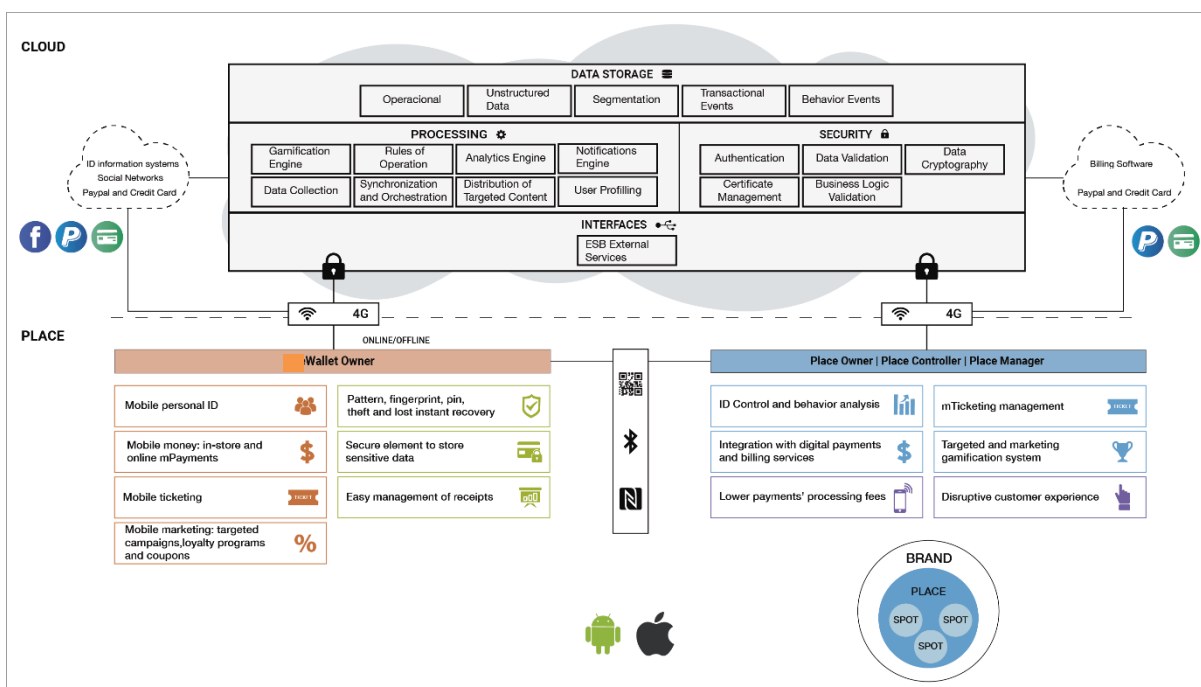 CLOUD
DATA STORAGE
Operacional
Unstructured
Data
Segmentation
Transactional
Events
Behavior Events
PROCESSING
Gamification
Engine
Rules of
Operation
Analytics Engine
Notifications
Engine
Data Collection
Synchronization
and Orchestration
Distribution of
Targeted Content
User Profilling
SECURITY
Authentication
Data Validation
Data
Cryptography
Certificate
Management
Business Logic
Validation
INTERFACES
ESB External
Services
ID information systems
Social Networks
Paypal and Credit Card
Billing Software
Paypal and Credit Card
4G
4G
PLACE
ONLINE/OFFLINE
Wallet Owner
Mobile personal ID
Mobile money: in-store and
online mPayments
Mobile ticketing
TICKET
Mobile marketing: targeted
campaigns,loyalty programs
and coupons
Pattern, fingerprint, pin,
theft and lost instant recovery
Secure element to store
sensitive data
Easy management of receipts
Place Owner | Place Controller | Place Manager
ID Control and behavior analysis
Integration with digital payments
and billing services
Lower payments' processing fees
mTicketing management
TICKET
Targeted and marketing
gamification system
Disruptive customer experience
BRAND
PLACE
SPOT
SPOT
SPOT